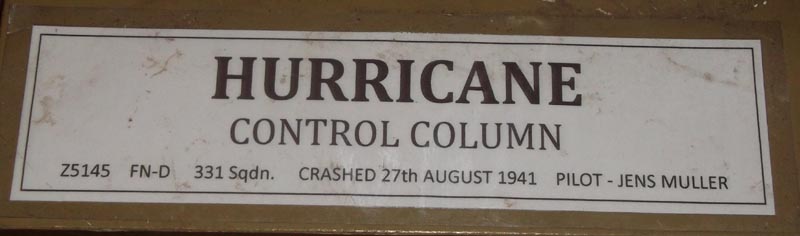 HURRICANE
CONTROL COLUMN
Z5145 FN-D 331 Sqdn. CRASHED 27th AUGUST 1941 PILOT - JENS MULLER